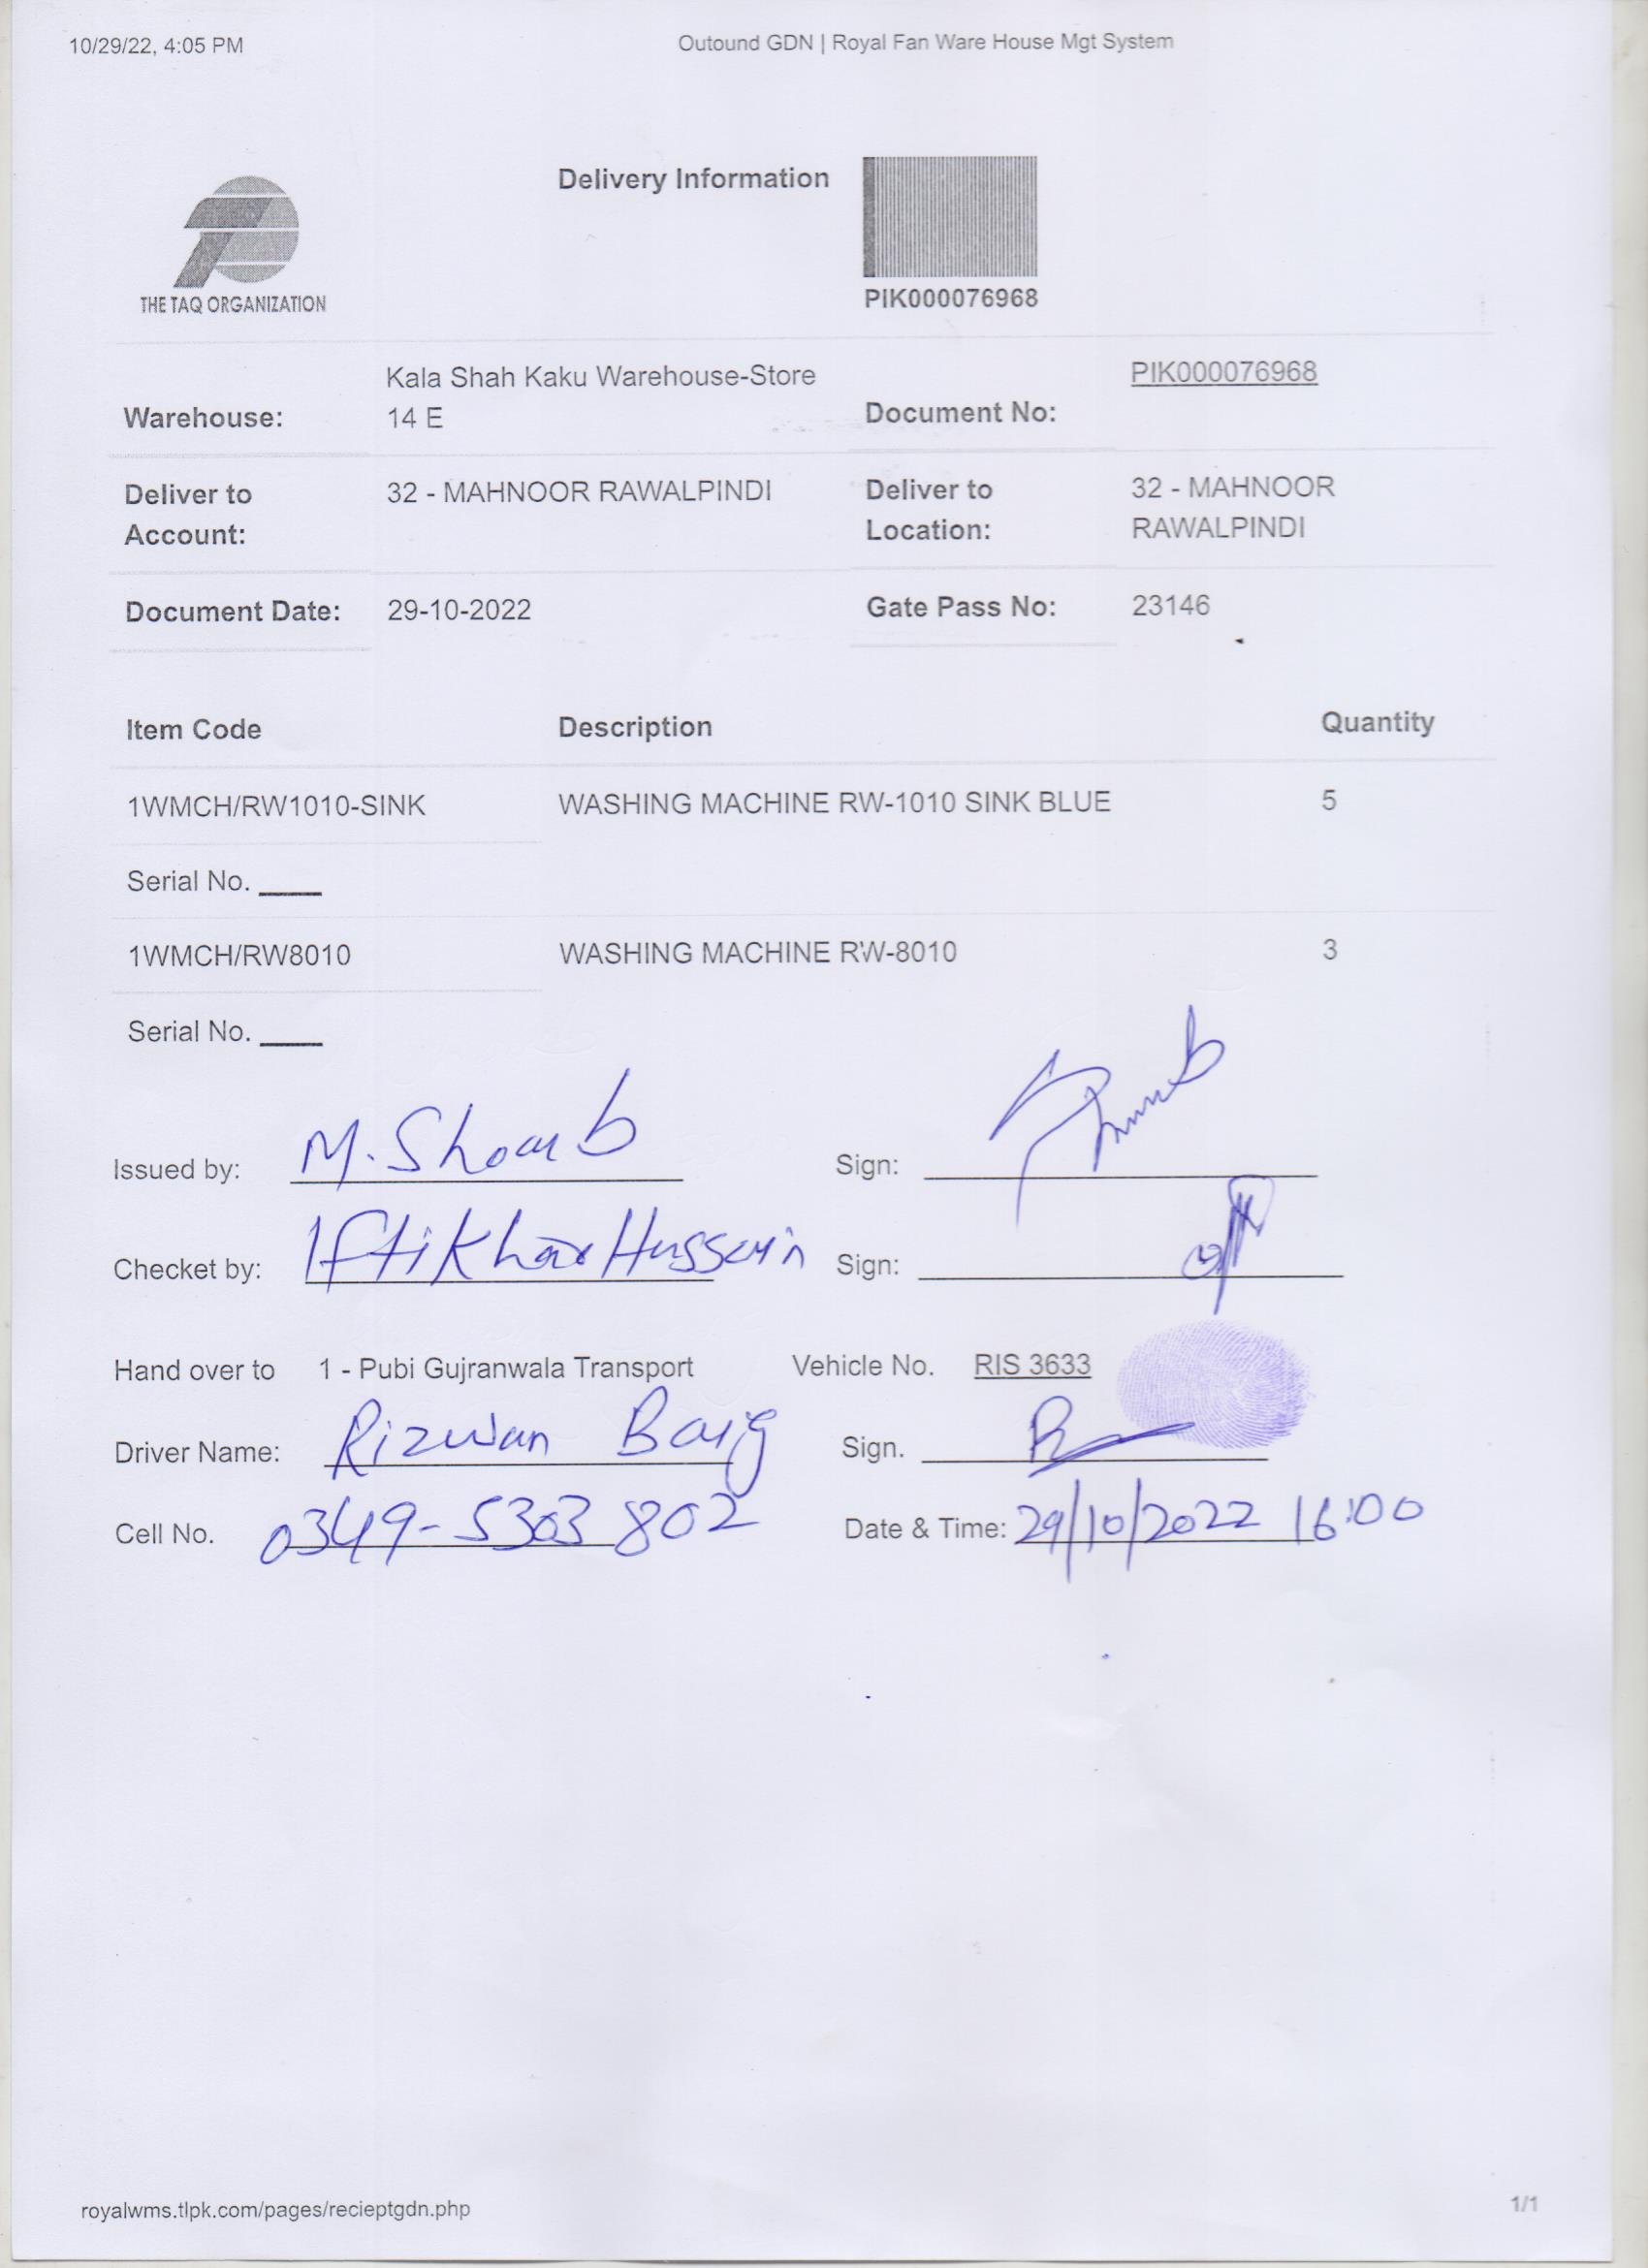 10/29/22, 4:05 PM Outound GDN | Royal Fan Ware House Mgt System
Delivery Information
THE TAQ ORGANIZATION
PIK000076968
Kala Shah Kaku Warehouse-Store PIK000076968
Warehouse: 14 E Document No:
Deliver to 32 - MAHNOOR RAWALPINDI Deliver to 32 - MAHNOOR
Account: Location: RAWALPINDI
Document Date: 29-10-2022 Gate Pass No: 23146
Item Code Description Quantity
1WMCH/RW1010-SINK WASHING MACHINE RW-1010 SINK BLUE 5
Serial No. ____
1WMCH/RW8010 WASHING MACHINE RW-8010 3
Serial No. ____
Issued by: M. Shoaib Sign:
Checket by: Iftikhar Hussain Sign:
Hand over to 1 - Pubi Gujranwala Transport Vehicle No. RIS 3633
Driver Name: Rizwan Baig Sign.
Cell No. 0349-5303802 Date & Time: 29/10/2022 16:00
royalwms.tlpk.com/pages/recieptgdn.php 1/1